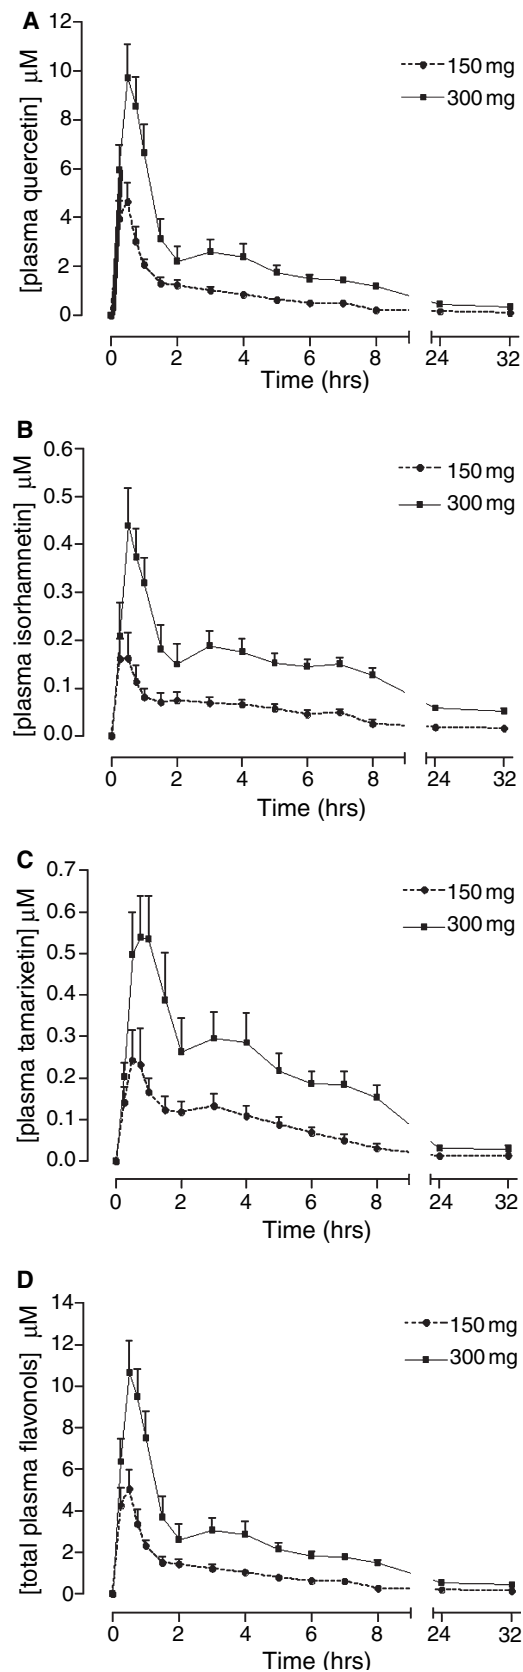 A
[plasma quercetin] µM
12
10
8
6
4
2
0
150 mg
300 mg
0 2 4 6 8 24 32
Time (hrs)
B
[plasma isorhamnetin] µM
0.6
0.5
0.4
0.3
0.2
0.1
0.0
150 mg
300 mg
0 2 4 6 8 24 32
Time (hrs)
C
[plasma tamarixetin] µM
0.7
0.6
0.5
0.4
0.3
0.2
0.1
0.0
150 mg
300 mg
0 2 4 6 8 24 32
Time (hrs)
D
[total plasma flavonols] µM
14
12
10
8
6
4
2
0
150 mg
300 mg
0 2 4 6 8 24 32
Time (hrs)